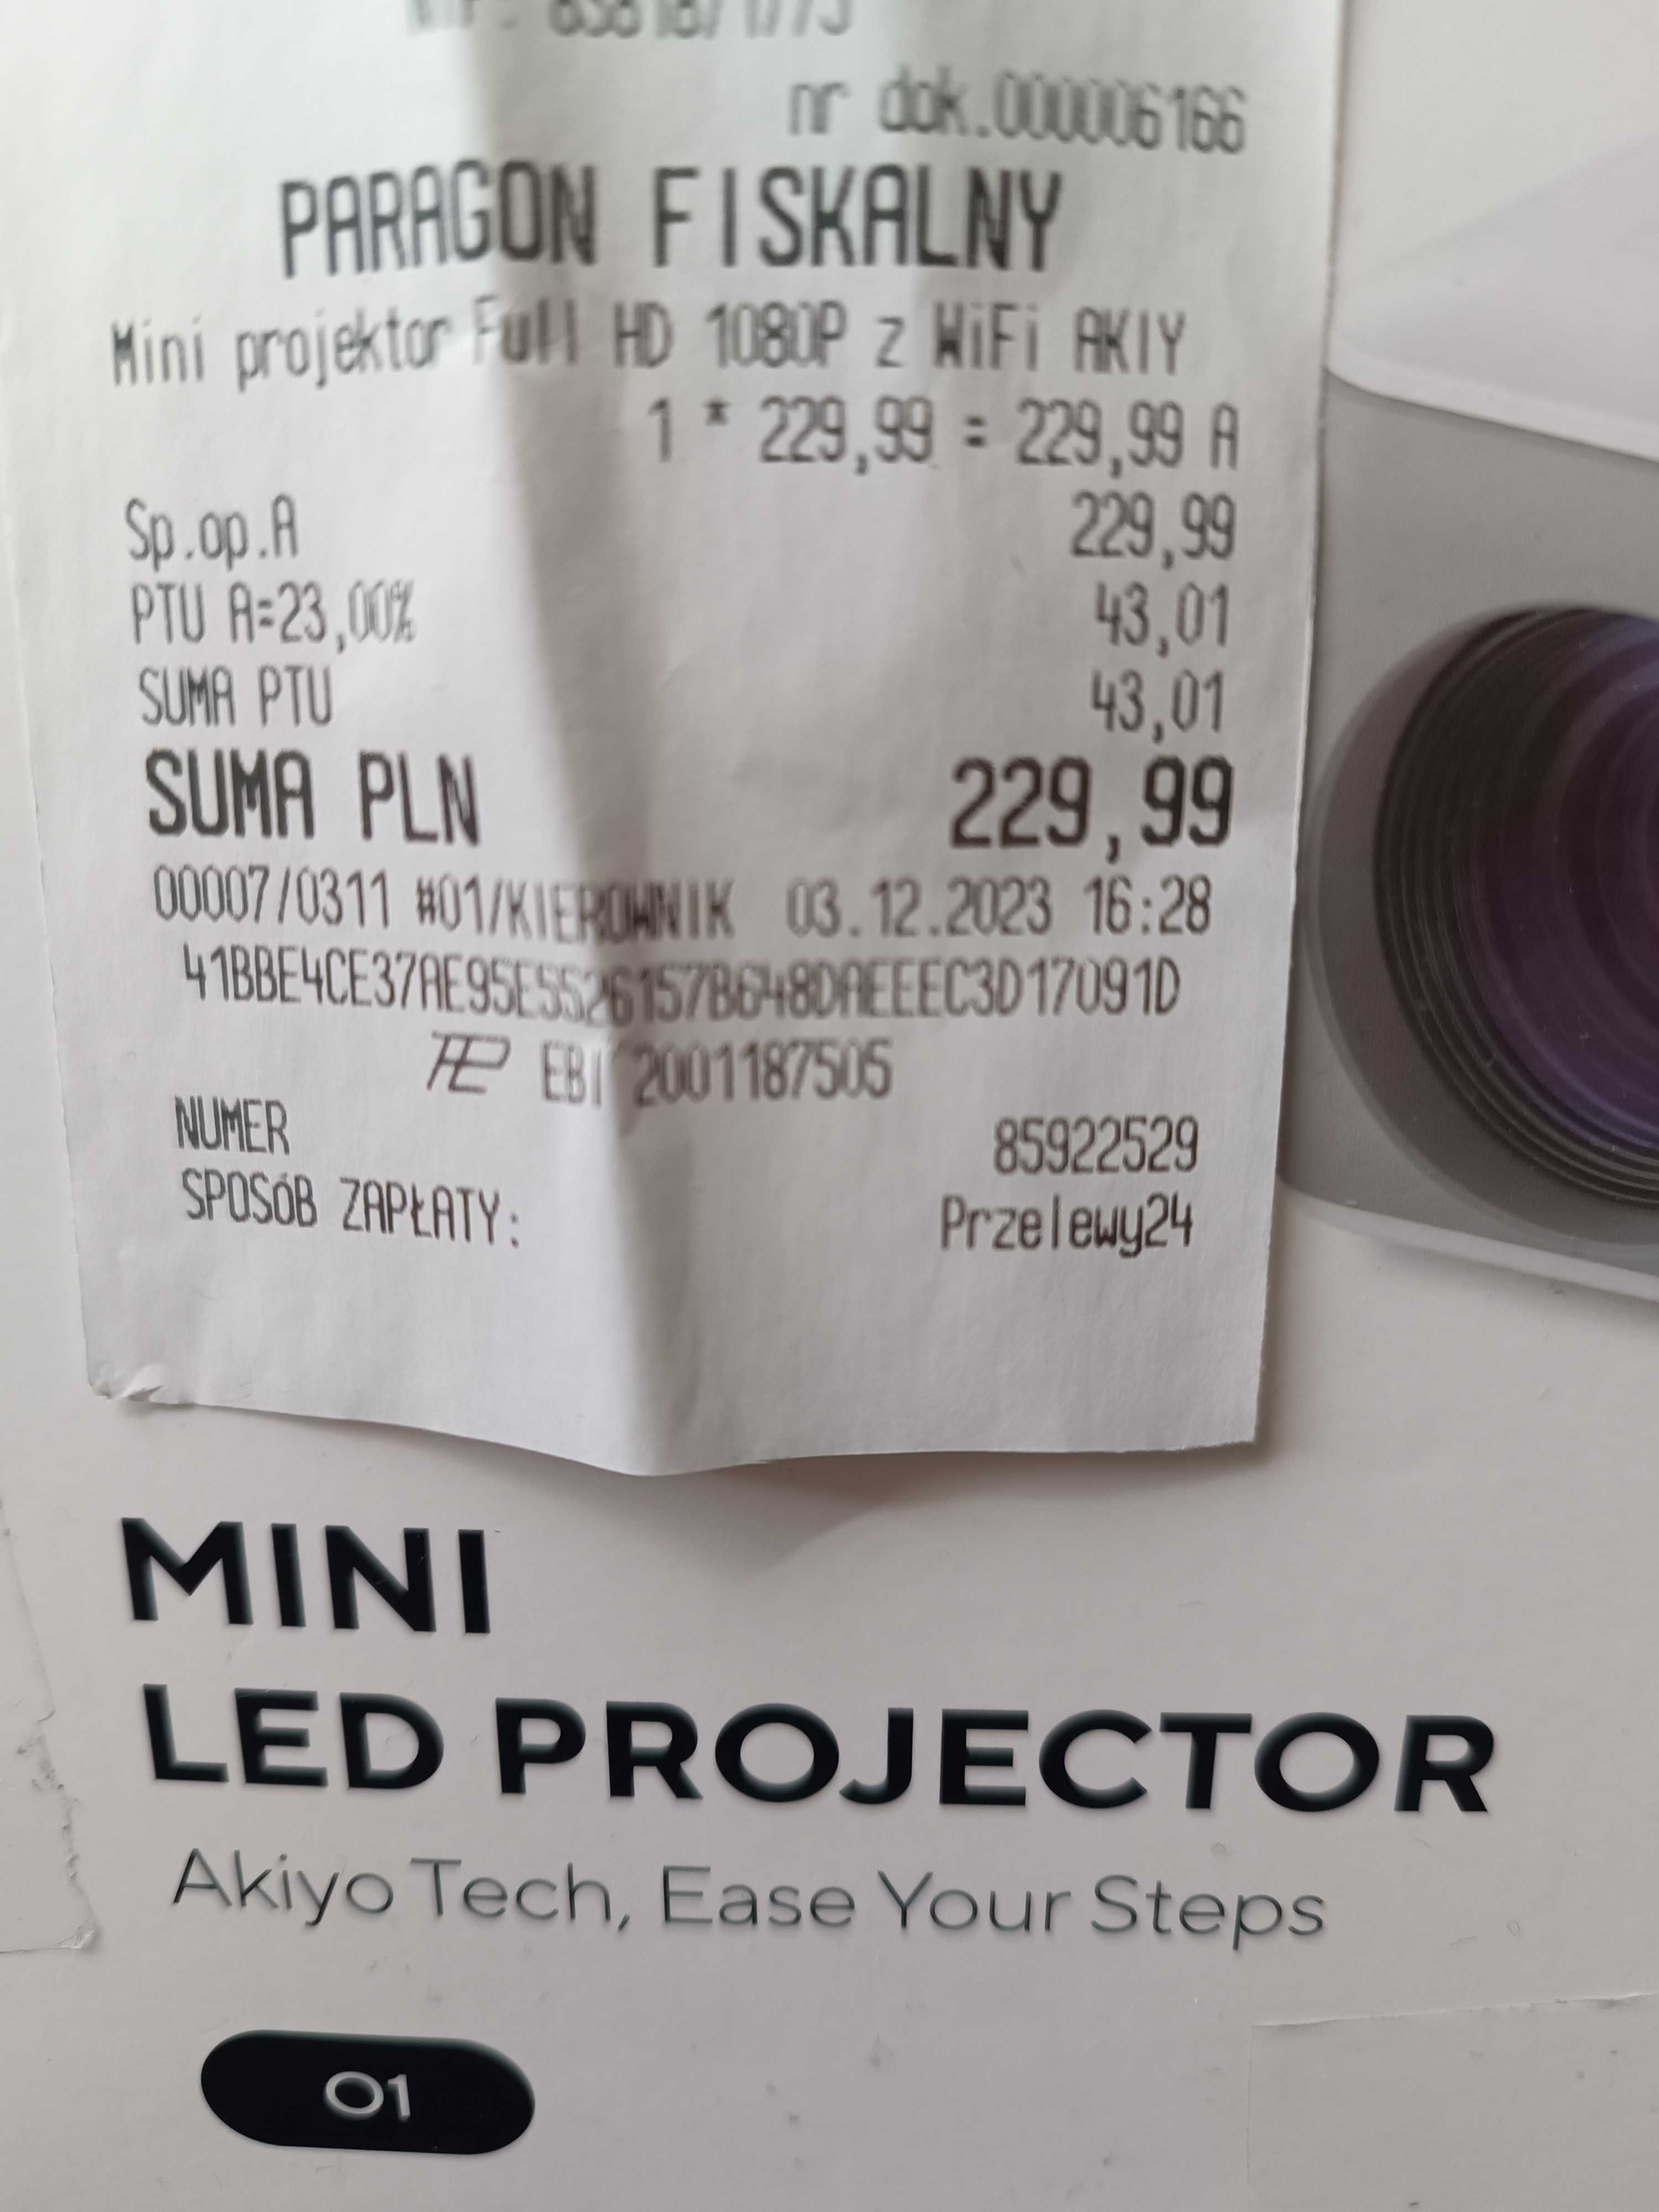 nr dok.000006166
PARAGON FISKALNY
Mini projektor Full HD 1080P z WiFi AKIY
1 * 229,99 = 229,99 A
Sp.op.A 229,99
PTU A=23,00% 43,01
SUMA PTU 43,01
SUMA PLN 229,99
00007/0311 #01/KIEROWNIK 03.12.2023 16:28
41BBE4CE37AE95E5526157B648DAEEEC3D17091D
EBI 2001187505
NUMER 85922529
SPOSÓB ZAPŁATY: Przelewy24
MINI
LED PROJECTOR
Akiyo Tech, Ease Your Steps
O1